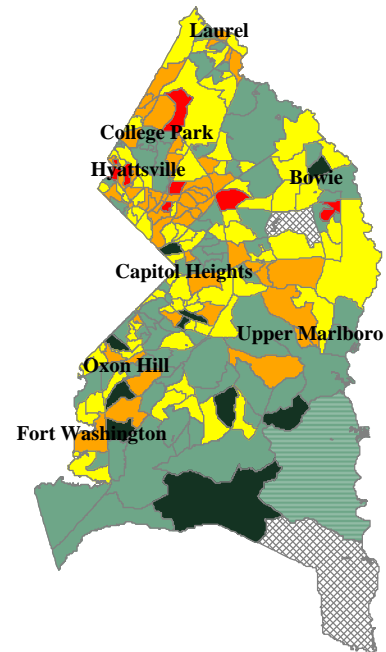 Laurel
College Park
Hyattsville
Bowie
Capitol Heights
Upper Marlboro
Oxon Hill
Fort Washington